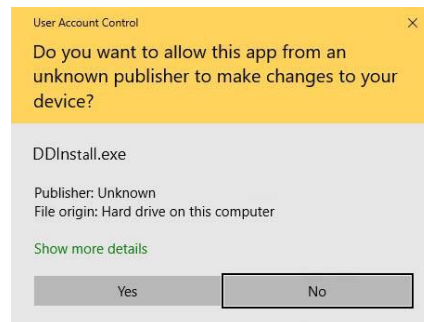 User Account Control
Do you want to allow this app from an
unknown publisher to make changes to your
device?
DDInstall.exe
Publisher: Unknown
File origin: Hard drive on this computer
Show more details
Yes
No